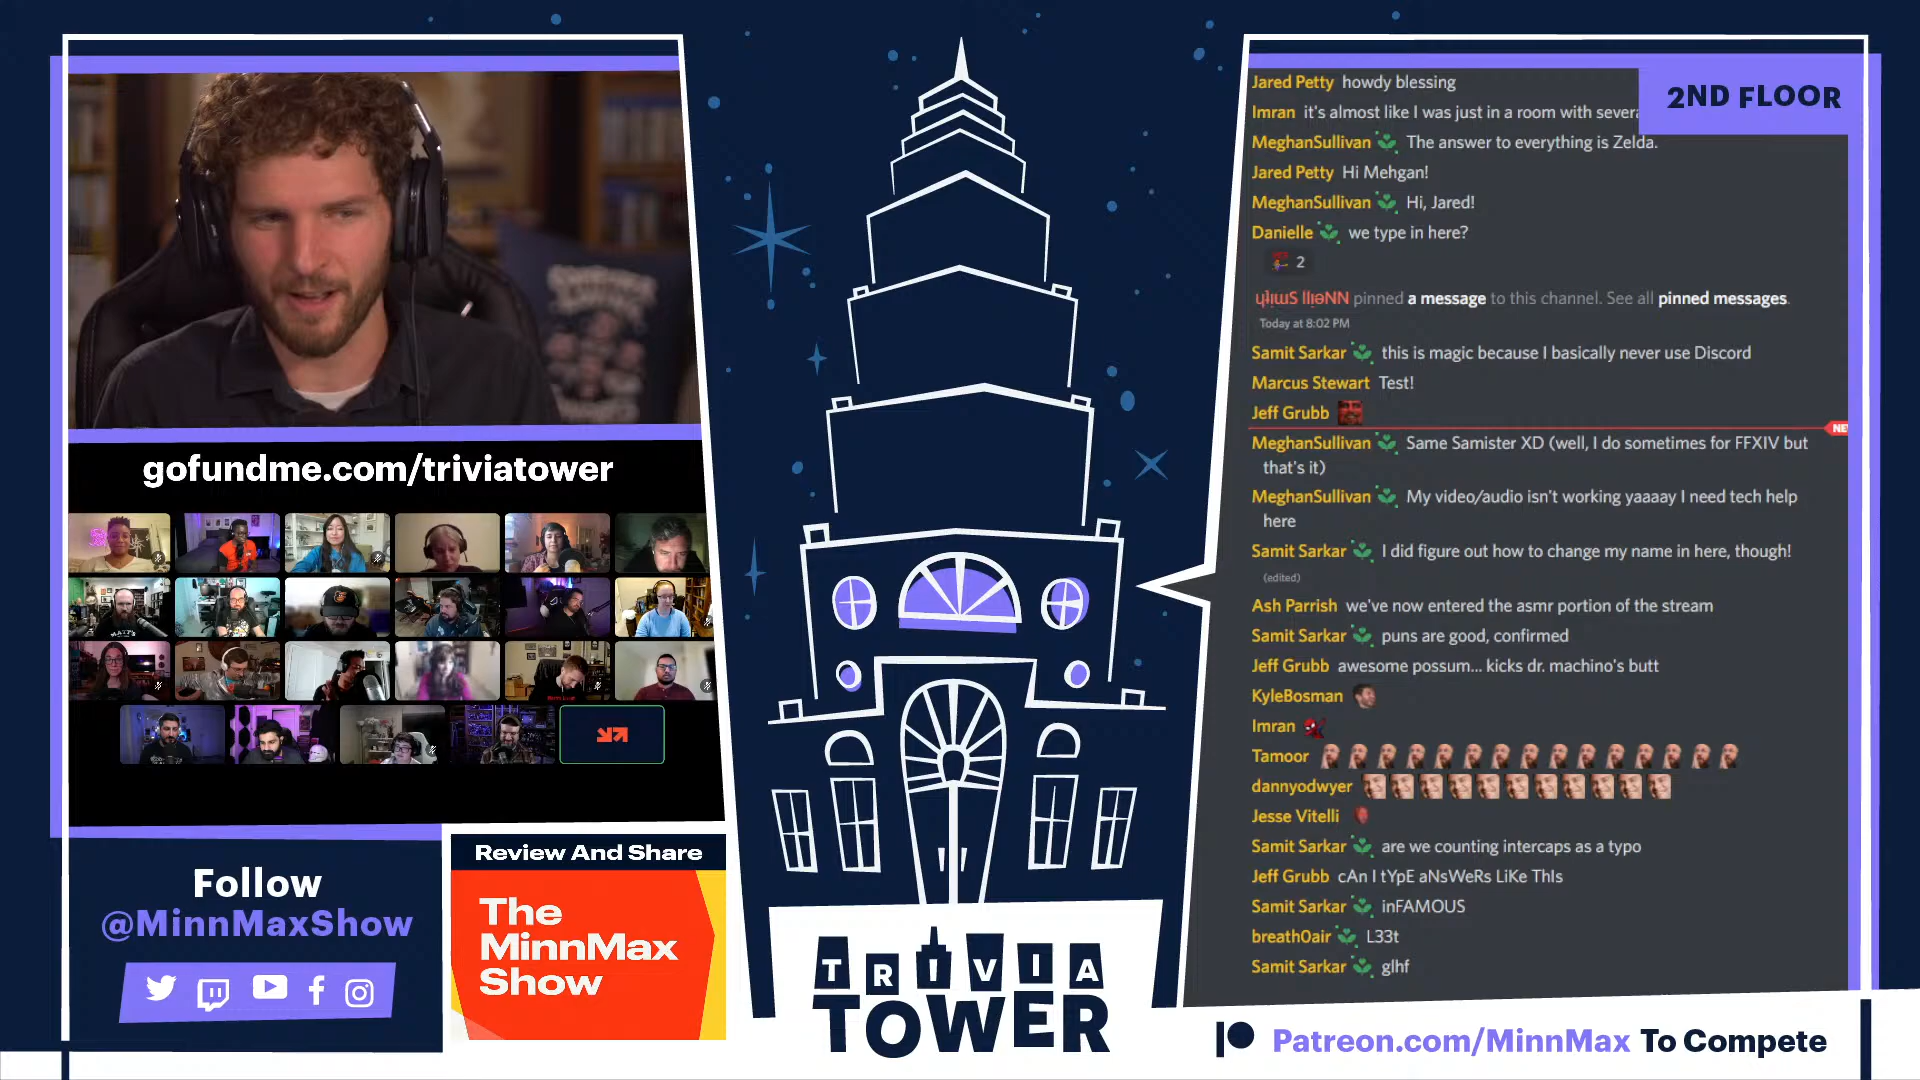 gofundme.com/triviatower
Follow
@MinnMaxShow
Review And Share
The
MinnMax
Show
TRIVIA
TOWER
2ND FLOOR
Jared Petty howdy blessing
Imran it's almost like I was just in a room with
MeghanSullivan The answer to everything is Zelda.
Jared Petty Hi Mehgan!
MeghanSullivan Hi, Jared!
Danielle we type in here?
2
pinned a message to this channel. See all pinned messages.
Today at 8:02 PM
Samit Sarkar this is magic because I basically never use Discord
Marcus Stewart Test!
Jeff Grubb
MeghanSullivan Same Samister XD (well, I do sometimes for FFXIV but
that's it)
MeghanSullivan My video/audio isn't working yaaaay I need tech help
here
Samit Sarkar I did figure out how to change my name in here, though!
(edited)
Ash Parrish we've now entered the asmr portion of the stream
Samit Sarkar puns are good, confirmed
Jeff Grubb awesome possum... kicks dr. machino's butt
KyleBosman
Imran
Tamoor
dannyodwyer
Jesse Vitelli
Samit Sarkar are we counting intercaps as a typo
Jeff Grubb cAn I tYpE aNsWeRs LiKe ThIs
Samit Sarkar inFAMOUS
breath0air L33t
Samit Sarkar glhf
Patreon.com/MinnMax To Compete